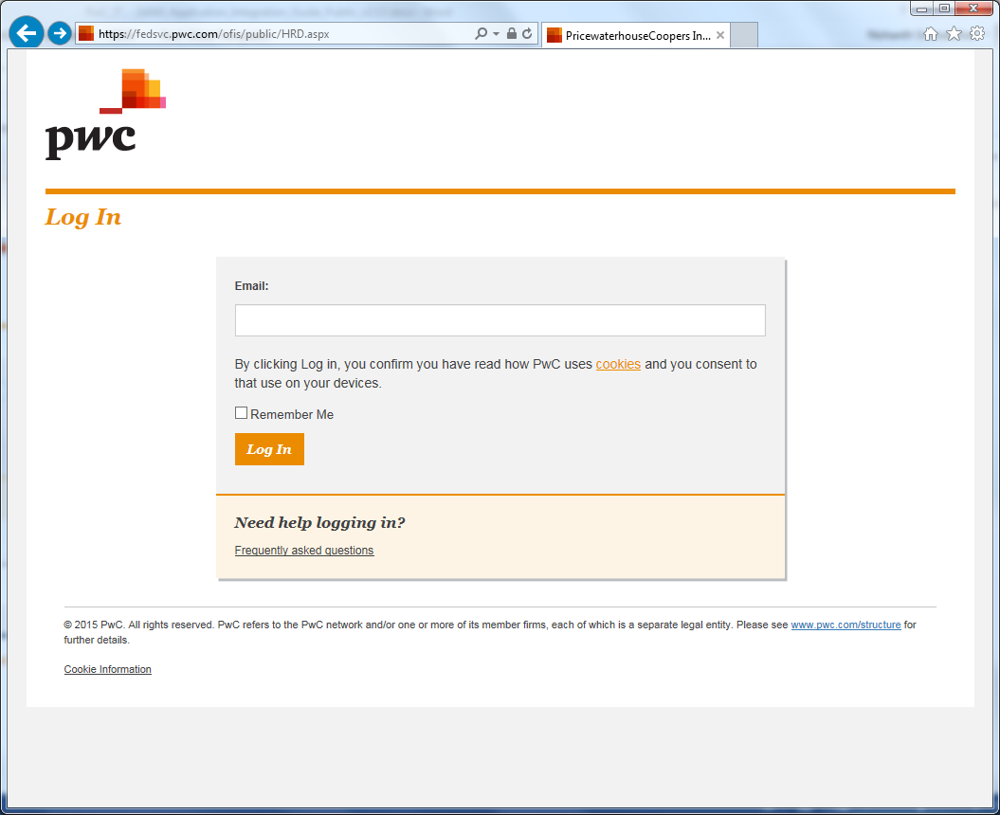 https://fedsvc.pwc.com/ofis/public/HRD.aspx
PricewaterhouseCoopers In...
pwc
Log In
Email:
By clicking Log in, you confirm you have read how PwC uses cookies and you consent to
that use on your devices.
Remember Me
Log In
Need help logging in?
Frequently asked questions
© 2015 PwC. All rights reserved. PwC refers to the PwC network and/or one or more of its member firms, each of which is a separate legal entity. Please see www.pwc.com/structure for
further details.
Cookie Information